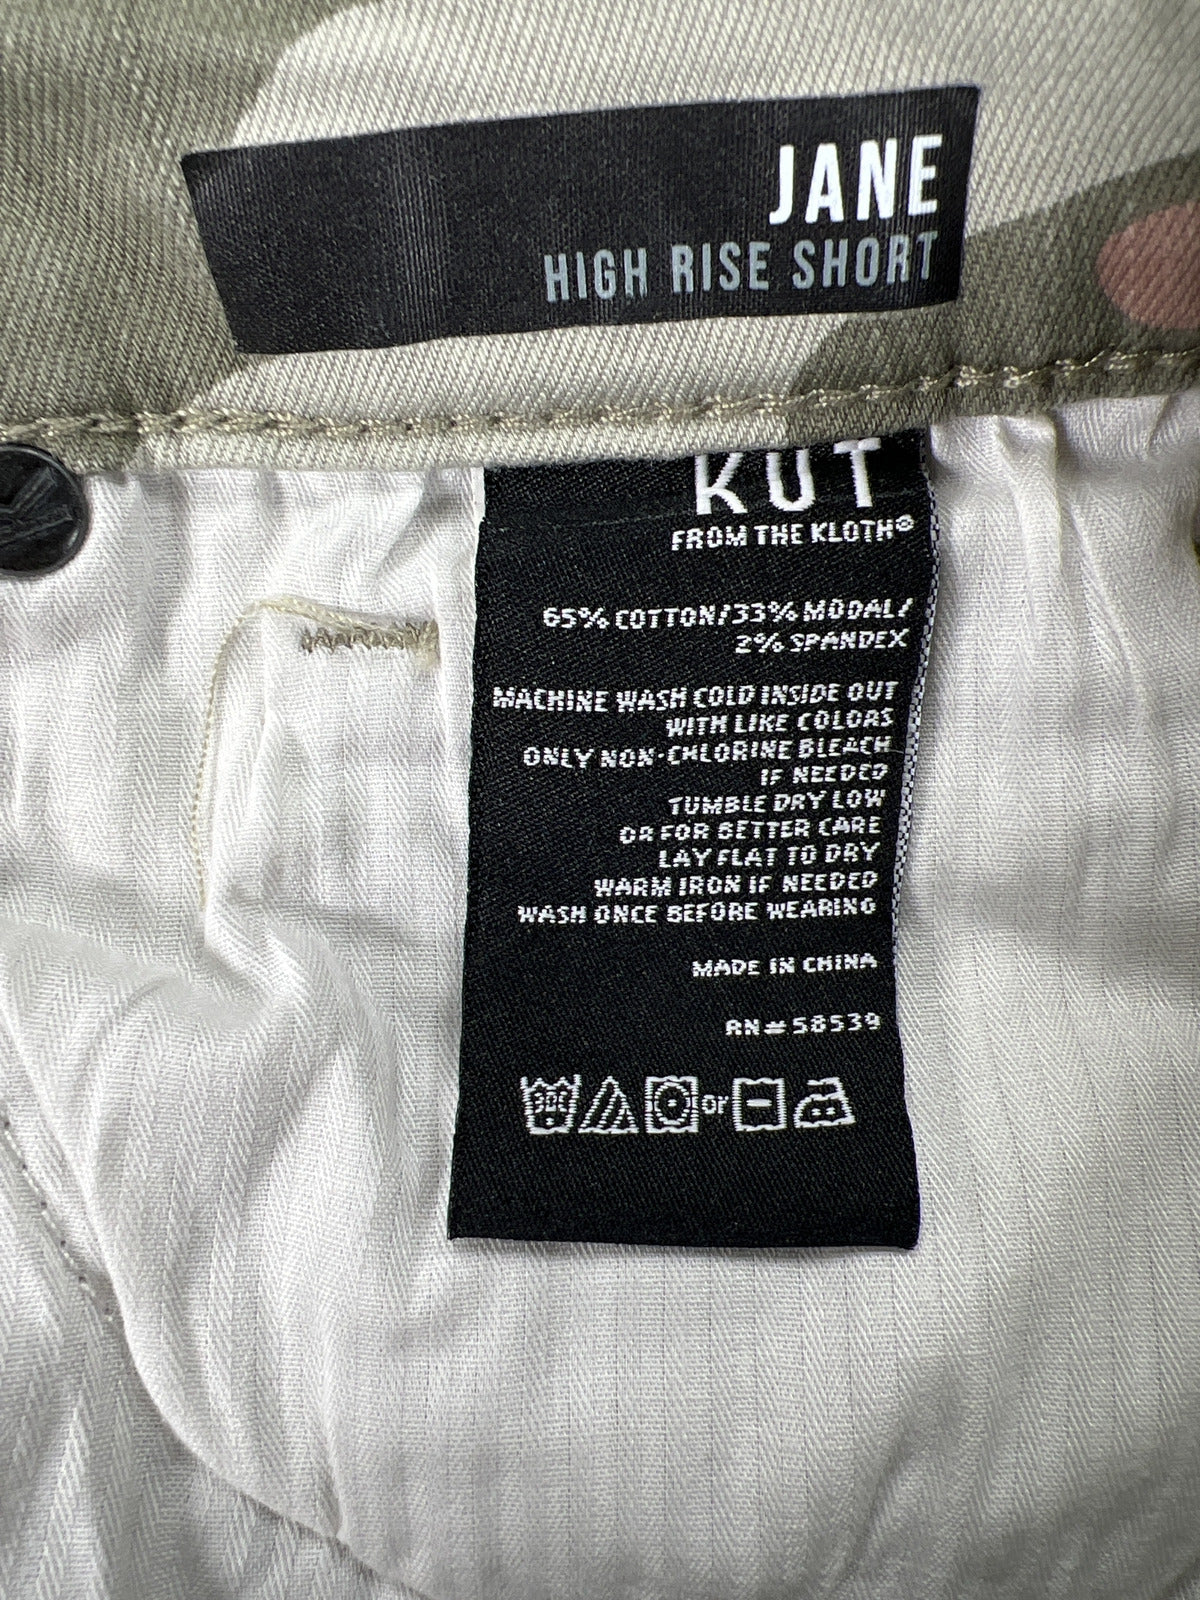 JANE
HIGH RISE SHORT
KUT
FROM THE KLOTH®
65% COTTON/33% MODAL/
2% SPANDEX
MACHINE WASH COLD INSIDE OUT
WITH LIKE COLORS
ONLY NON-CHLORINE BLEACH
IF NEEDED
TUMBLE DRY LOW
OR FOR BETTER CARE
LAY FLAT TO DRY
WARM IRON IF NEEDED
WASH ONCE BEFORE WEARING
MADE IN CHINA
RN#58539
30C or